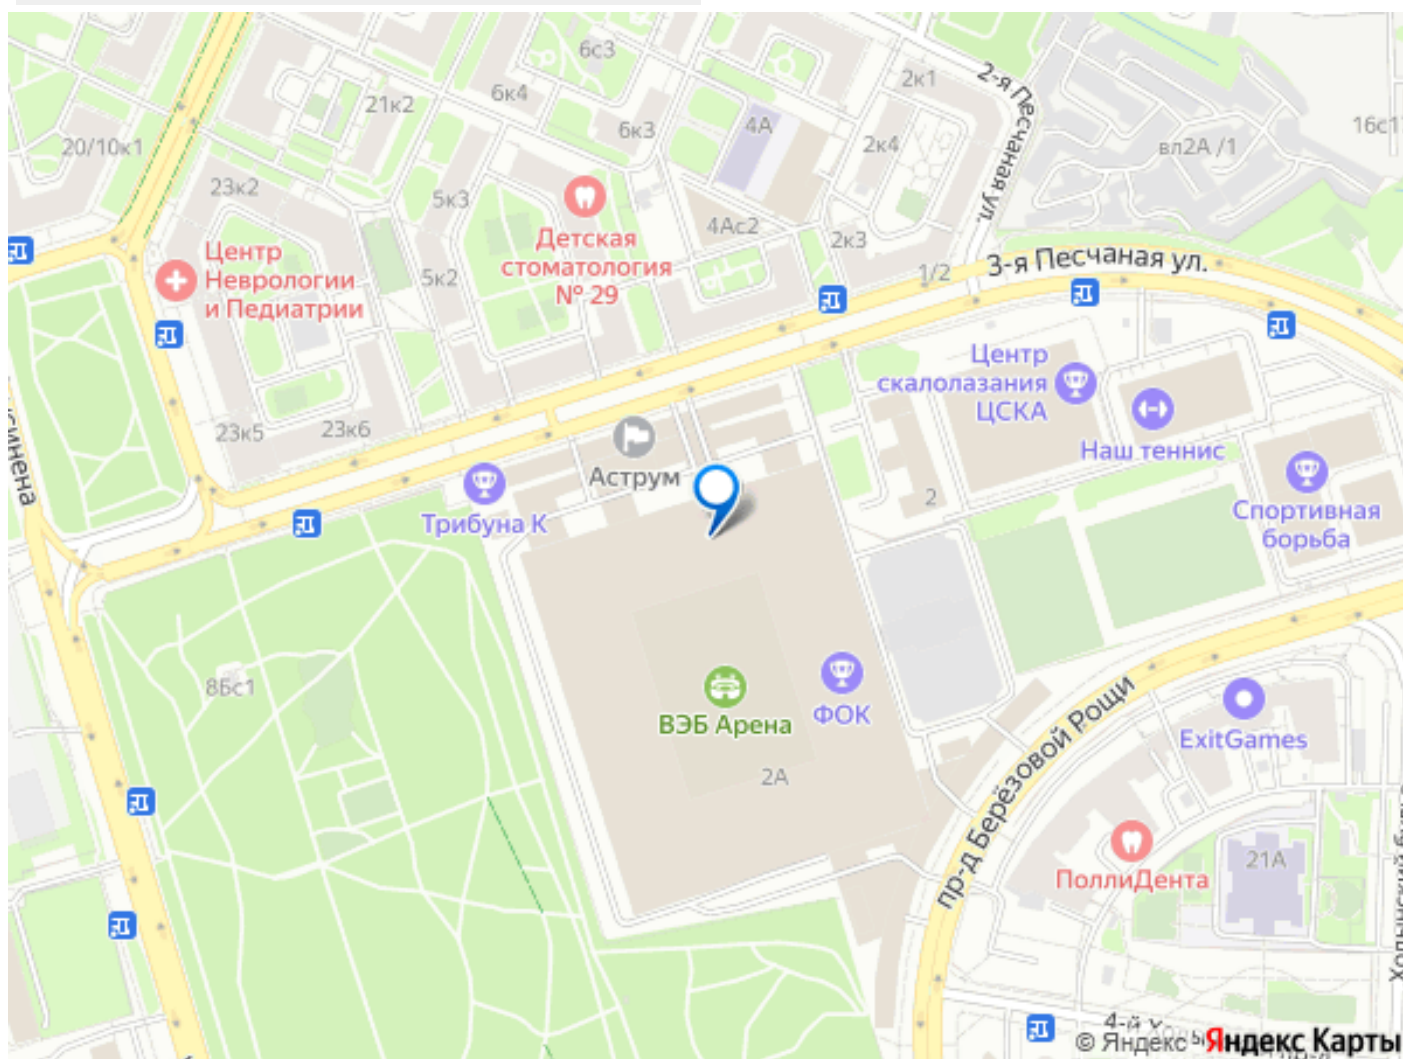 6с3
2к1
2-я Песчаная ул.
6к4
21к2
6к3
4А
16с1
20/10к1
2к4
вл2А /1
23к2
5к3
4Ас2
2к3
Детская
стоматология
№ 29
Центр
Неврологии
и Педиатрии
5к2
1/2
3-я Песчаная ул.
Центр
скалолазания
ЦСКА
23к5
23к6
Наш теннис
Аструм
синена
Трибуна К
2
Спортивная
борьба
8Бс1
ВЭБ Арена
ФОК
2А
пр-д Берёзовой Рощи
ExitGames
ПоллиДента
21А
4-й
© Яндекс
Яндекс Карты